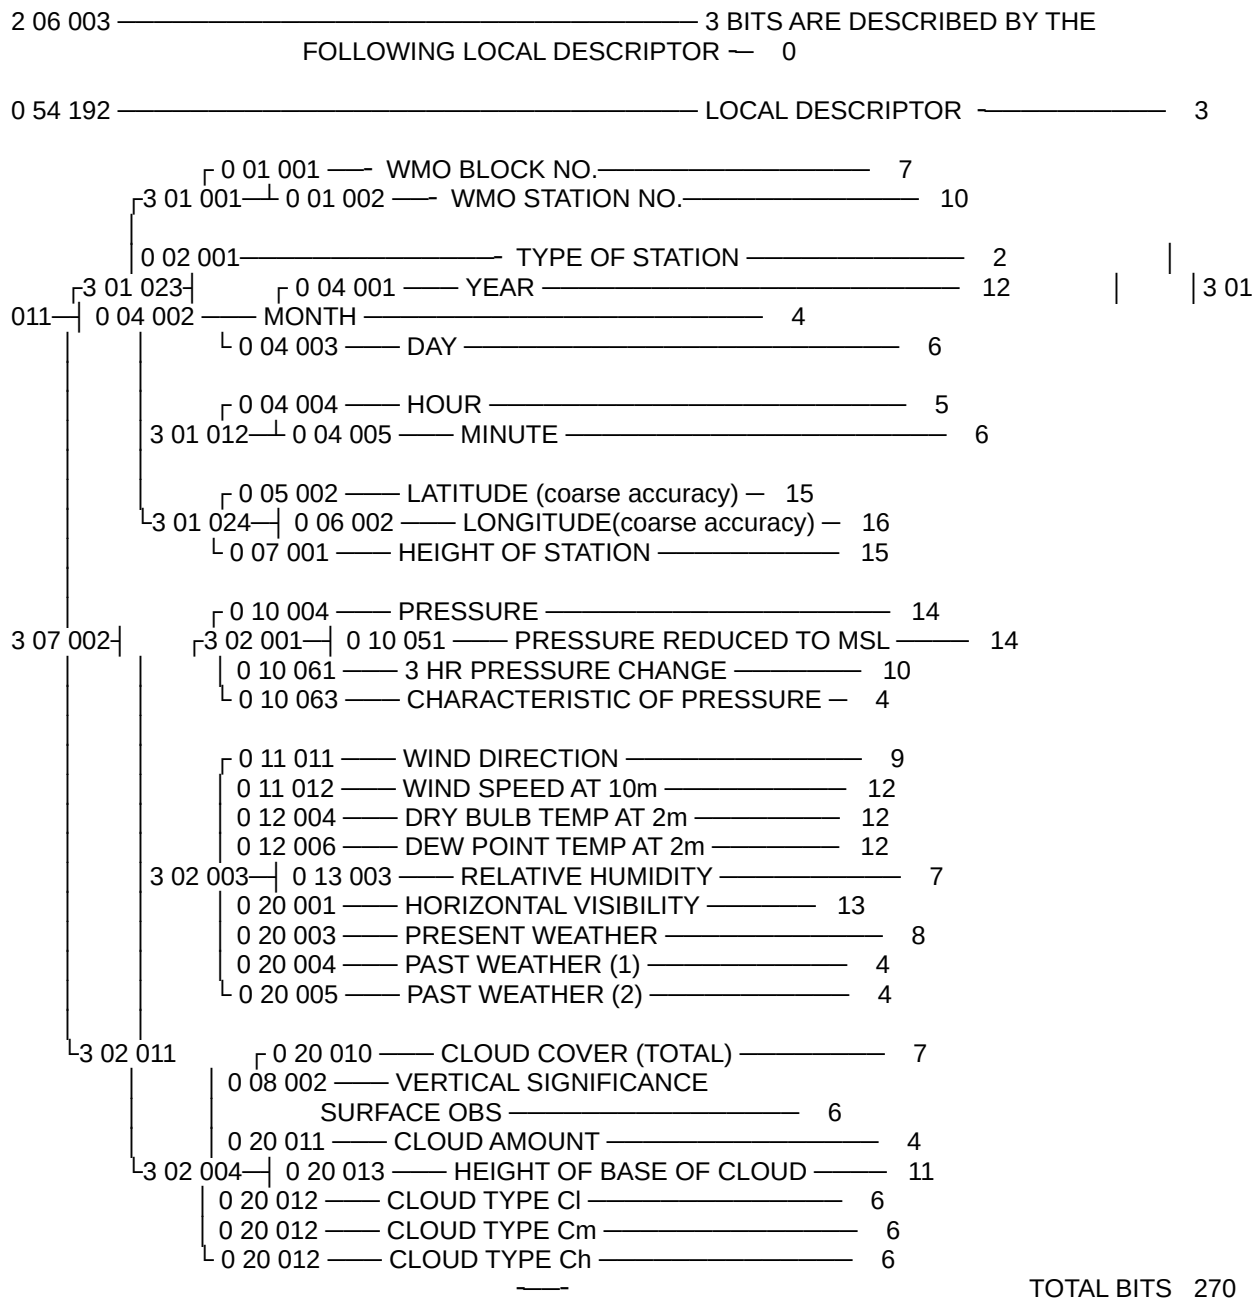 2 06 003 ———————————————— 3 BITS ARE DESCRIBED BY THE
FOLLOWING LOCAL DESCRIPTOR -— 0
0 54 192 ———————————————— LOCAL DESCRIPTOR -————— 3
┌ 0 01 001 ——- WMO BLOCK NO.———————— 7
┌3 01 001─┴ 0 01 002 ——- WMO STATION NO.——————— 10
│
│0 02 001———————- TYPE OF STATION —————— 2 │
┌3 01 023┤ ┌ 0 04 001 —— YEAR ———————————— 12 │ │3 01
011─┤ 0 04 002 —— MONTH ——————————— 4
│ │ └ 0 04 003 —— DAY ———————————— 6
│ │ ┌ 0 04 004 —— HOUR ———————————— 5
│ │3 01 012─┴ 0 04 005 —— MINUTE ——————————— 6
│ │ ┌ 0 05 002 —— LATITUDE (coarse accuracy) — 15
│ └3 01 024─┤ 0 06 002 —— LONGITUDE(coarse accuracy) — 16
│ └ 0 07 001 —— HEIGHT OF STATION ————— 15
│ ┌ 0 10 004 —— PRESSURE —————————— 14
3 07 002┤ ┌3 02 001─┤ 0 10 051 —— PRESSURE REDUCED TO MSL —— 14
│ │ │ 0 10 061 —— 3 HR PRESSURE CHANGE ———— 10
│ │ └ 0 10 063 —— CHARACTERISTIC OF PRESSURE — 4
│ │ ┌ 0 11 011 —— WIND DIRECTION ——————— 9
│ │ │ 0 11 012 —— WIND SPEED AT 10m ————— 12
│ │ │ 0 12 004 —— DRY BULB TEMP AT 2m ———— 12
│ │ │ 0 12 006 —— DEW POINT TEMP AT 2m ———— 12
│ │3 02 003─┤ 0 13 003 —— RELATIVE HUMIDITY —————— 7
│ │ │ 0 20 001 —— HORIZONTAL VISIBILITY ——— 13
│ │ │ 0 20 003 —— PRESENT WEATHER —————— 8
│ │ │ 0 20 004 —— PAST WEATHER (1) —————— 4
│ │ └ 0 20 005 —— PAST WEATHER (2) —————— 4
└3 02 011 ┌ 0 20 010 —— CLOUD COVER (TOTAL) ———— 7
│ │ 0 08 002 —— VERTICAL SIGNIFICANCE
│ │ SURFACE OBS ———————— 6
│ │ 0 20 011 —— CLOUD AMOUNT ———————— 4
└3 02 004─┤ 0 20 013 —— HEIGHT OF BASE OF CLOUD —— 11
│ 0 20 012 —— CLOUD TYPE Cl ——————— 6
│ 0 20 012 —— CLOUD TYPE Cm ——————— 6
└ 0 20 012 —— CLOUD TYPE Ch ——————— 6
-——- TOTAL BITS 270